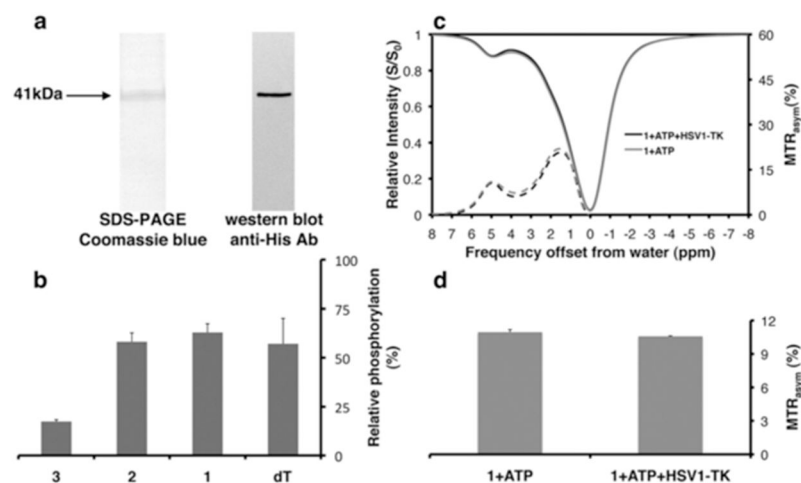 a
41kDa
SDS-PAGE
Coomassie blue
western blot
anti-His Ab
b
100
75
50
25
0
Relative phosphorylation
(%)
3
2
1
dT
c
Relative Intensity (S/S0)
1
0.8
0.6
0.4
0.2
0
60
45
30
15
0
MTRasym(%)
1+ATP+HSV1-TK
1+ATP
8 7 6 5 4 3 2 1 0 -1 -2 -3 -4 -5 -6 -7 -8
Frequency offset from water (ppm)
d
12
9
6
3
0
MTRasym(%)
1+ATP
1+ATP+HSV1-TK